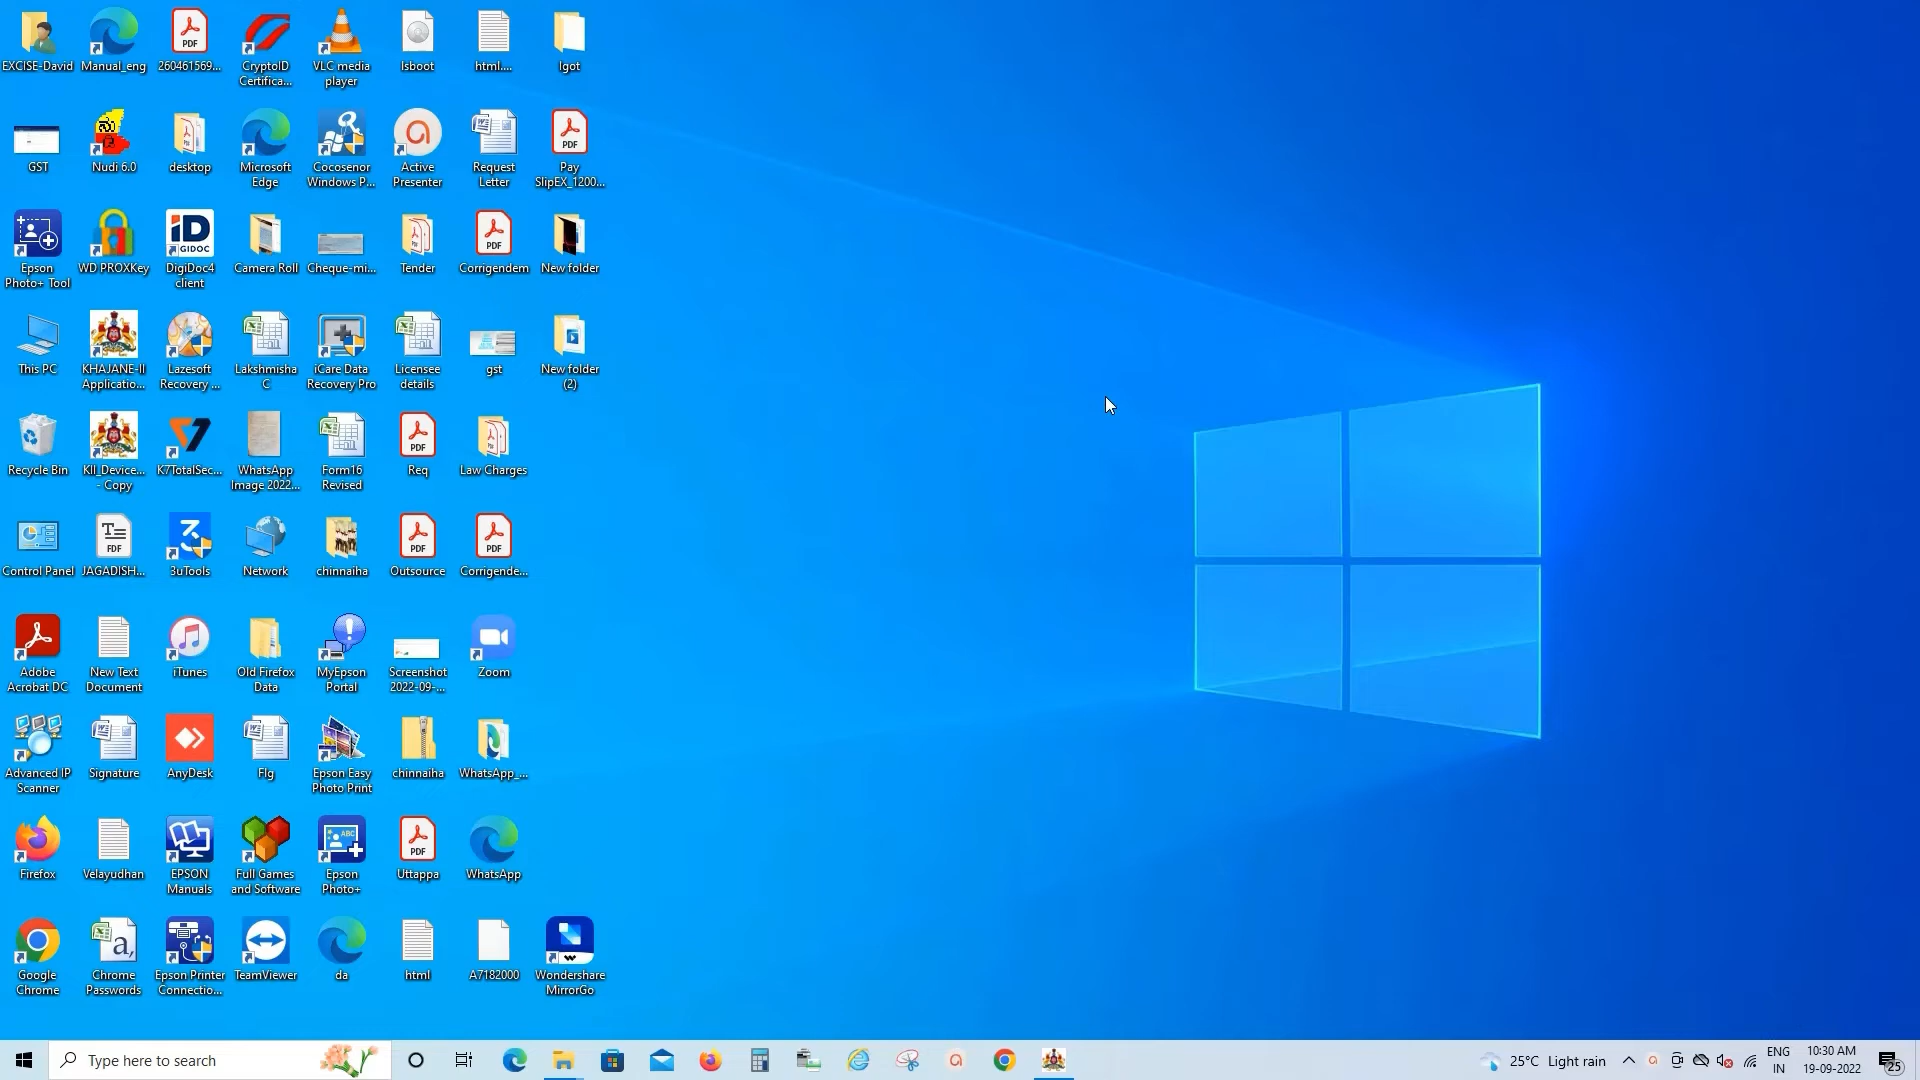 EXCISE-David
Manual_eng
260461569...
CryptoID
Certifica...
VLC media
player
lsboot
html....
Igot
GST
Nudi 6.0
desktop
Microsoft
Edge
Cocosenor
Windows P...
Active
Presenter
Request
Letter
Pay
SlipEX_1200...
Epson
Photo+ Tool
WD PROXKey
DigiDoc4
client
Camera Roll
Cheque-mi...
Tender
Corrigendem
New folder
This PC
KHAJANE-II
Applicatio...
Lazesoft
Recovery ...
Lakshmisha
C
iCare Data
Recovery Pro
Licensee
details
gst
New folder
(2)
Recycle Bin
KII_Device...
- Copy
K7TotalSec...
WhatsApp
Image 2022...
Form16
Revised
Req
Law Charges
Control Panel
JAGADISH...
3uTools
Network
chinnaiha
Outsource
Corrigende...
Adobe
Acrobat DC
New Text
Document
iTunes
Old Firefox
Data
MyEpson
Portal
Screenshot
2022-09-...
Zoom
Advanced IP
Scanner
Signature
AnyDesk
Flg
Epson Easy
Photo Print
chinnaiha
WhatsApp_...
Firefox
Velayudhan
EPSON
Manuals
Full Games
and Software
Epson
Photo+
Uttappa
WhatsApp
Google
Chrome
Chrome
Passwords
Epson Printer
Connectio...
TeamViewer
da
html
A7182000
Wondershare
MirrorGo
Type here to search
25°C Light rain
ENG
IN
10:30 AM
19-09-2022
25